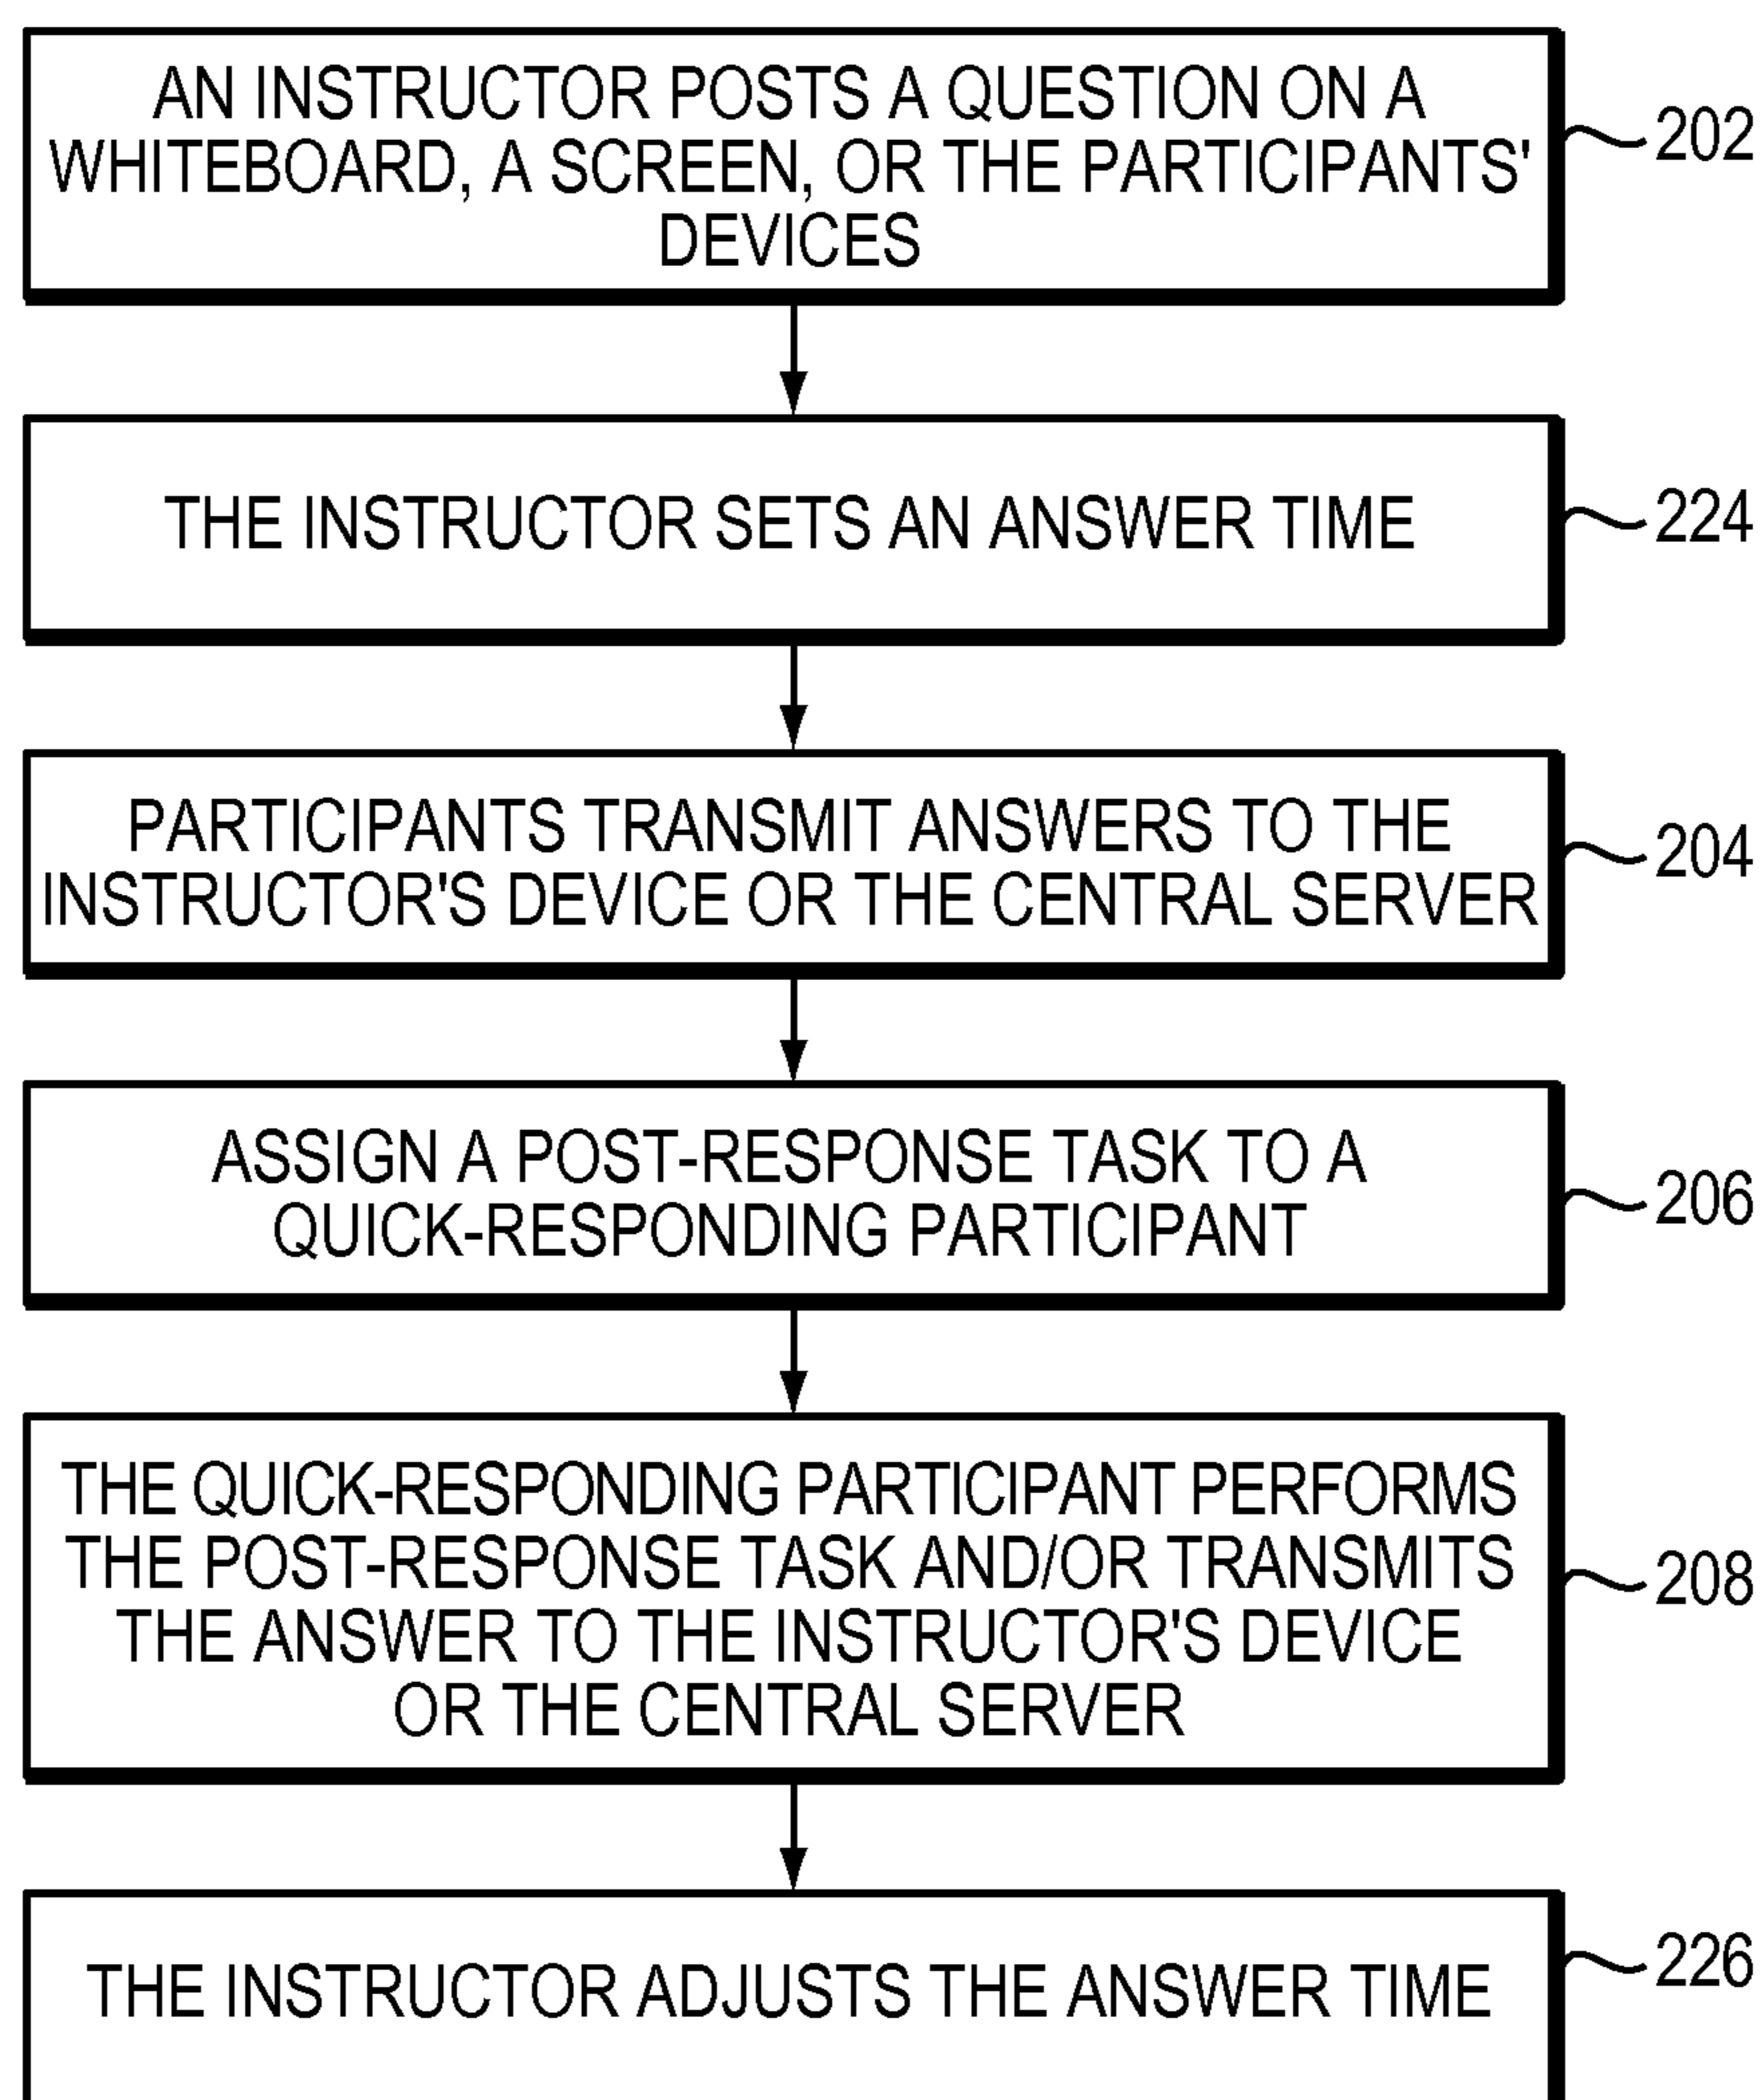 AN INSTRUCTOR POSTS A QUESTION ON A
WHITEBOARD, A SCREEN, OR THE PARTICIPANTS'
DEVICES
202
THE INSTRUCTOR SETS AN ANSWER TIME
224
PARTICIPANTS TRANSMIT ANSWERS TO THE
INSTRUCTOR'S DEVICE OR THE CENTRAL SERVER
204
ASSIGN A POST-RESPONSE TASK TO A
QUICK-RESPONDING PARTICIPANT
206
THE QUICK-RESPONDING PARTICIPANT PERFORMS
THE POST-RESPONSE TASK AND/OR TRANSMITS
THE ANSWER TO THE INSTRUCTOR'S DEVICE
OR THE CENTRAL SERVER
208
THE INSTRUCTOR ADJUSTS THE ANSWER TIME
226